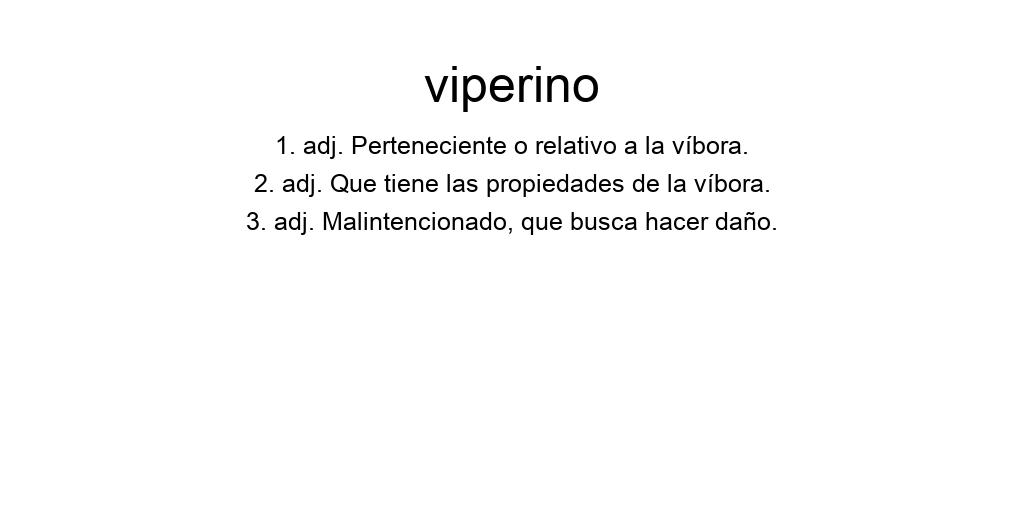 viperino
1. adj. Perteneciente o relativo a la víbora.
2. adj. Que tiene las propiedades de la víbora.
3. adj. Malintencionado, que busca hacer daño.